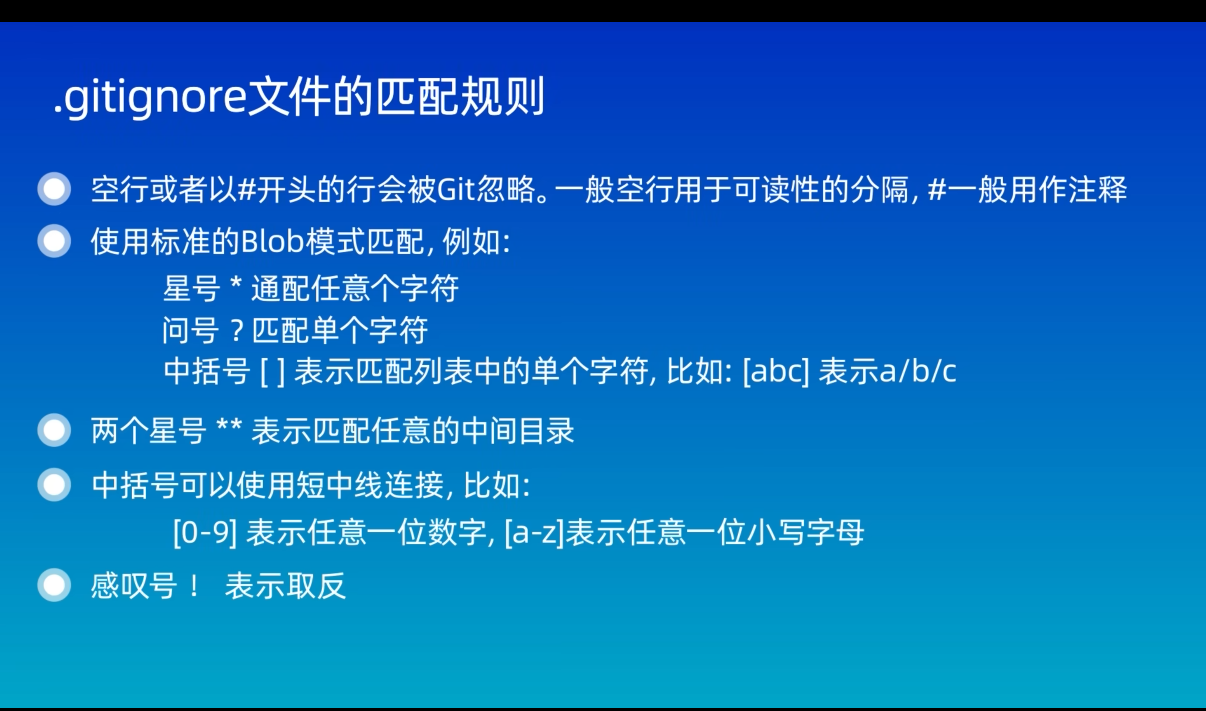 .gitignore文件的匹配规则
空行或者以#开头的行会被Git忽略。一般空行用于可读性的分隔, #一般用作注释
使用标准的Blob模式匹配, 例如:
星号 * 通配任意个字符
问号 ? 匹配单个字符
中括号 [ ] 表示匹配列表中的单个字符, 比如: [abc] 表示a/b/c
两个星号 ** 表示匹配任意的中间目录
中括号可以使用短中线连接, 比如:
[0-9] 表示任意一位数字, [a-z]表示任意一位小写字母
感叹号 ! 表示取反